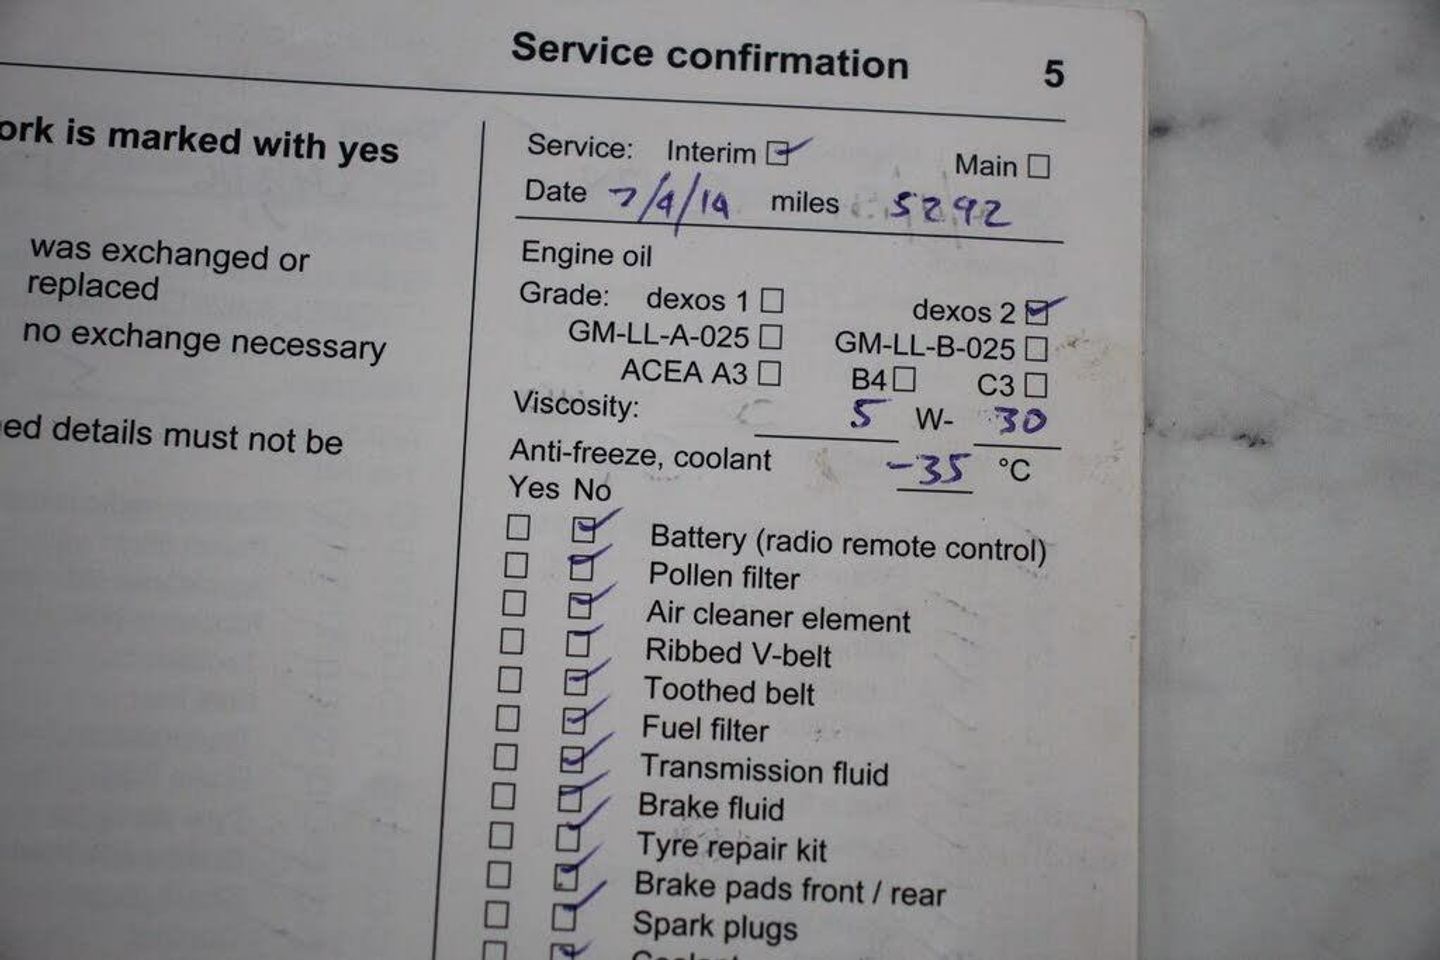 Service confirmation 5
ork is marked with yes
was exchanged or
replaced
no exchange necessary
ed details must not be
Service: Interim Main
Date 7/4/14 miles 5292
Engine oil
Grade: dexos 1 dexos 2
GM-LL-A-025 GM-LL-B-025
ACEA A3 B4 C3
Viscosity: 5 W- 30
Anti-freeze, coolant -35 °C
Yes No
Battery (radio remote control)
Pollen filter
Air cleaner element
Ribbed V-belt
Toothed belt
Fuel filter
Transmission fluid
Brake fluid
Tyre repair kit
Brake pads front / rear
Spark plugs